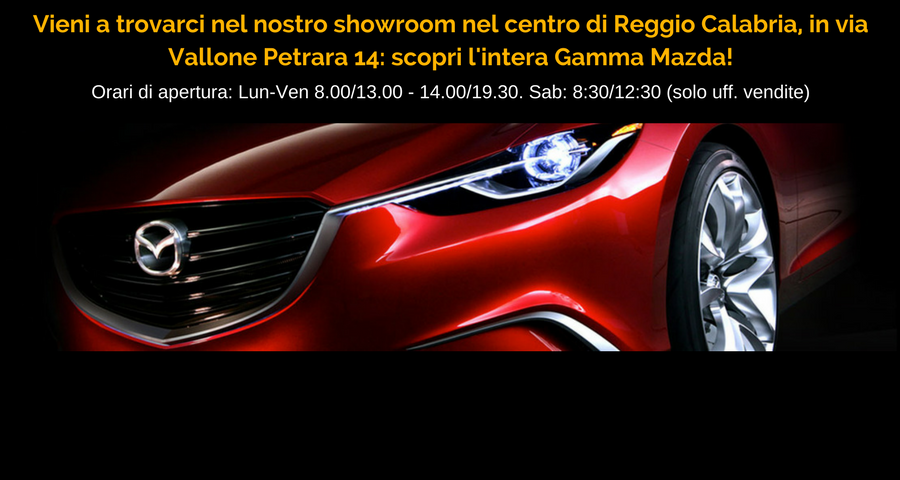 Vieni a trovarci nel nostro showroom nel centro di Reggio Calabria, in via
Vallone Petrara 14: scopri l'intera Gamma Mazda!
Orari di apertura: Lun-Ven 8.00/13.00 - 14.00/19.30. Sab: 8:30/12:30 (solo uff. vendite)